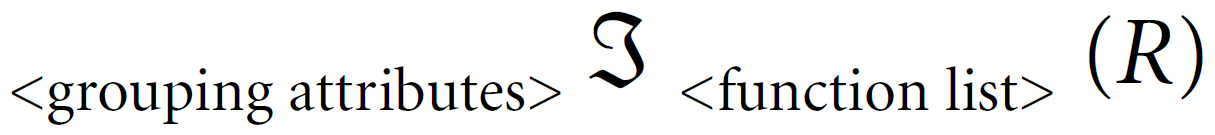 <grouping attributes> ℑ <function list> (R)